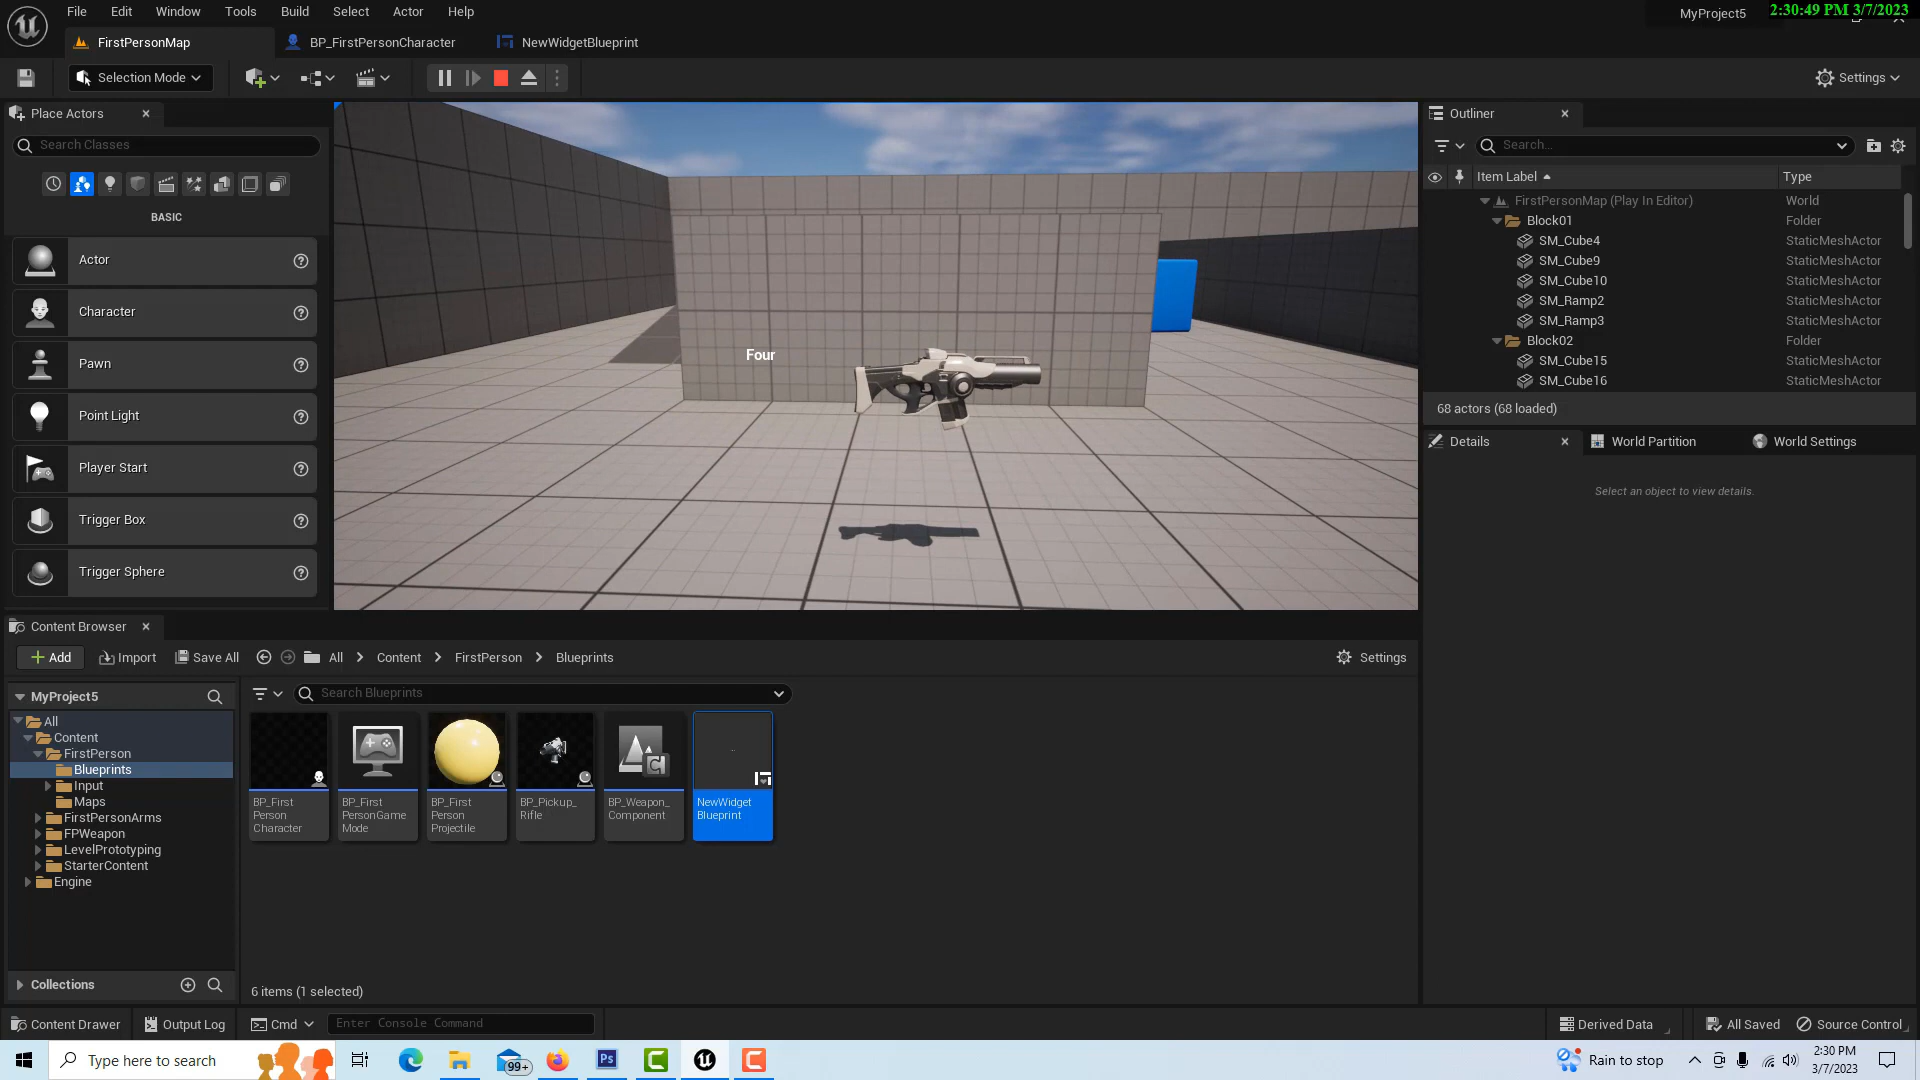 File Edit Window Tools Build Select Actor Help
MyProject5
2:30:49 PM 3/7/2023
FirstPersonMap
BP_FirstPersonCharacter
NewWidgetBlueprint
Selection Mode
Settings
Place Actors
Search Classes
BASIC
Actor
Character
Pawn
Point Light
Player Start
Trigger Box
Trigger Sphere
Four
Outliner
Search...
Item Label Type
FirstPersonMap (Play In Editor) World
Block01 Folder
SM_Cube4 StaticMeshActor
SM_Cube9 StaticMeshActor
SM_Cube10 StaticMeshActor
SM_Ramp2 StaticMeshActor
SM_Ramp3 StaticMeshActor
Block02 Folder
SM_Cube15 StaticMeshActor
SM_Cube16 StaticMeshActor
68 actors (68 loaded)
Details World Partition World Settings
Select an object to view details.
Content Browser
Add Import Save All All Content FirstPerson Blueprints
Settings
MyProject5
Search Blueprints
All
Content
FirstPerson
Blueprints
Input
Maps
FirstPersonArms
FPWeapon
LevelPrototyping
StarterContent
Engine
Collections
BP_First
Person
Character
BP_First
PersonGame
Mode
BP_First
Person
Projectile
BP_Pickup_
Rifle
BP_Weapon_
Component
NewWidget
Blueprint
6 items (1 selected)
Content Drawer Output Log Cmd Enter Console Command
Derived Data All Saved Source Control
Type here to search
99+
Ps
Rain to stop
2:30 PM
3/7/2023